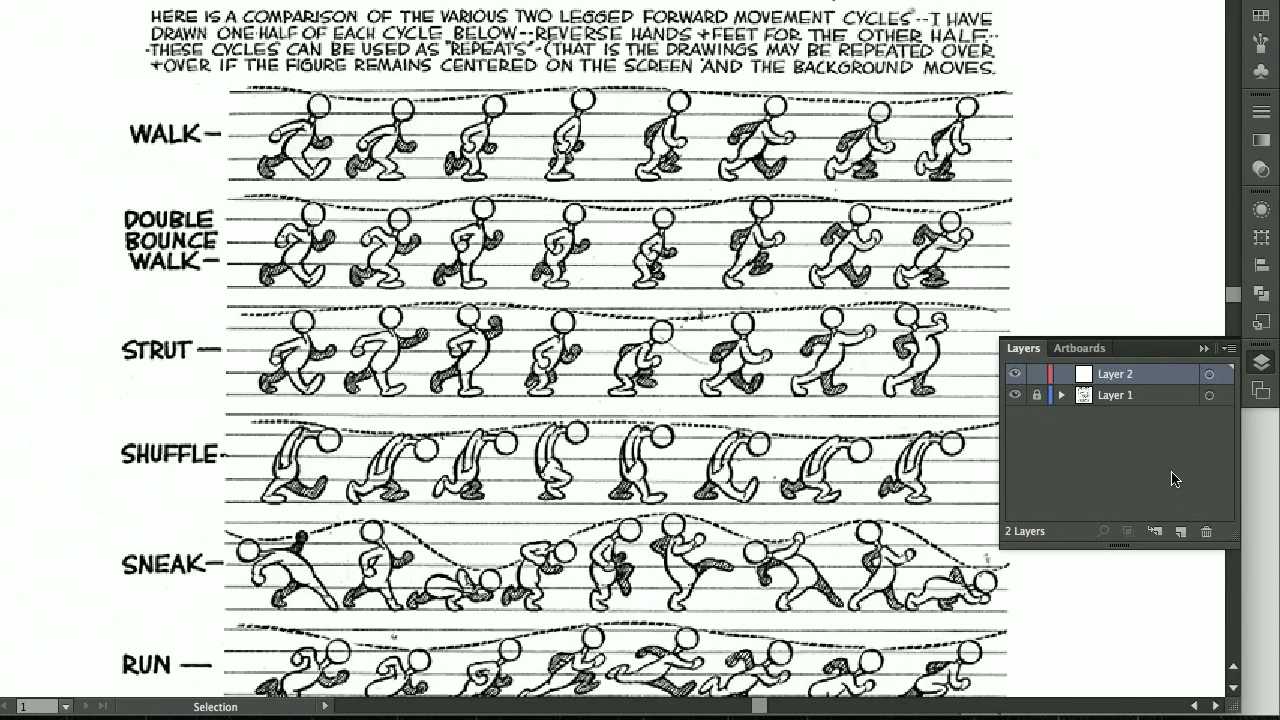 HERE IS A COMPARISON OF THE VARIOUS TWO LEGGED FORWARD MOVEMENT CYCLES--I HAVE
DRAWN ONE HALF OF EACH CYCLE BELOW--REVERSE HANDS + FEET FOR THE OTHER HALF--
-THESE CYCLES CAN BE USED AS "REPEATS"-(THAT IS THE DRAWINGS MAY BE REPEATED OVER
+OVER IF THE FIGURE REMAINS CENTERED ON THE SCREEN AND THE BACKGROUND MOVES.
WALK-
DOUBLE
BOUNCE
WALK-
STRUT-
SHUFFLE-
SNEAK-
RUN-
Layers Artboards
Layer 2
Layer 1
2 Layers
1 Selection